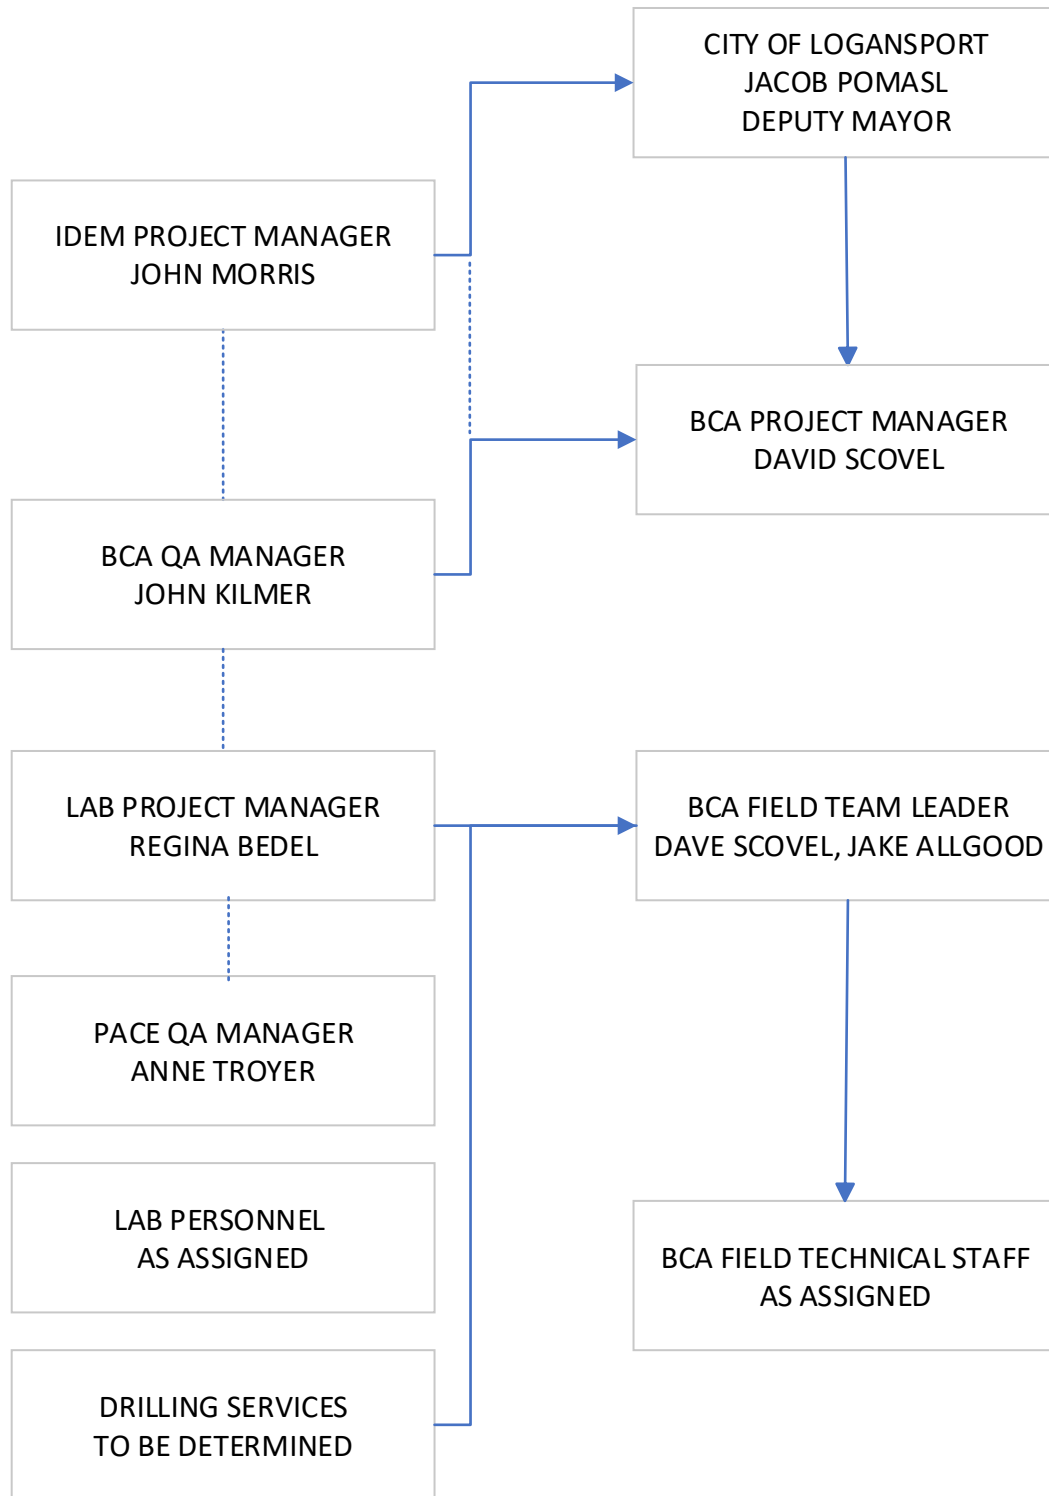 CITY OF LOGANSPORT
JACOB POMASL
DEPUTY MAYOR
IDEM PROJECT MANAGER
JOHN MORRIS
BCA PROJECT MANAGER
DAVID SCOVEL
BCA QA MANAGER
JOHN KILMER
LAB PROJECT MANAGER
REGINA BEDEL
BCA FIELD TEAM LEADER
DAVE SCOVEL, JAKE ALLGOOD
PACE QA MANAGER
ANNE TROYER
LAB PERSONNEL
AS ASSIGNED
BCA FIELD TECHNICAL STAFF
AS ASSIGNED
DRILLING SERVICES
TO BE DETERMINED